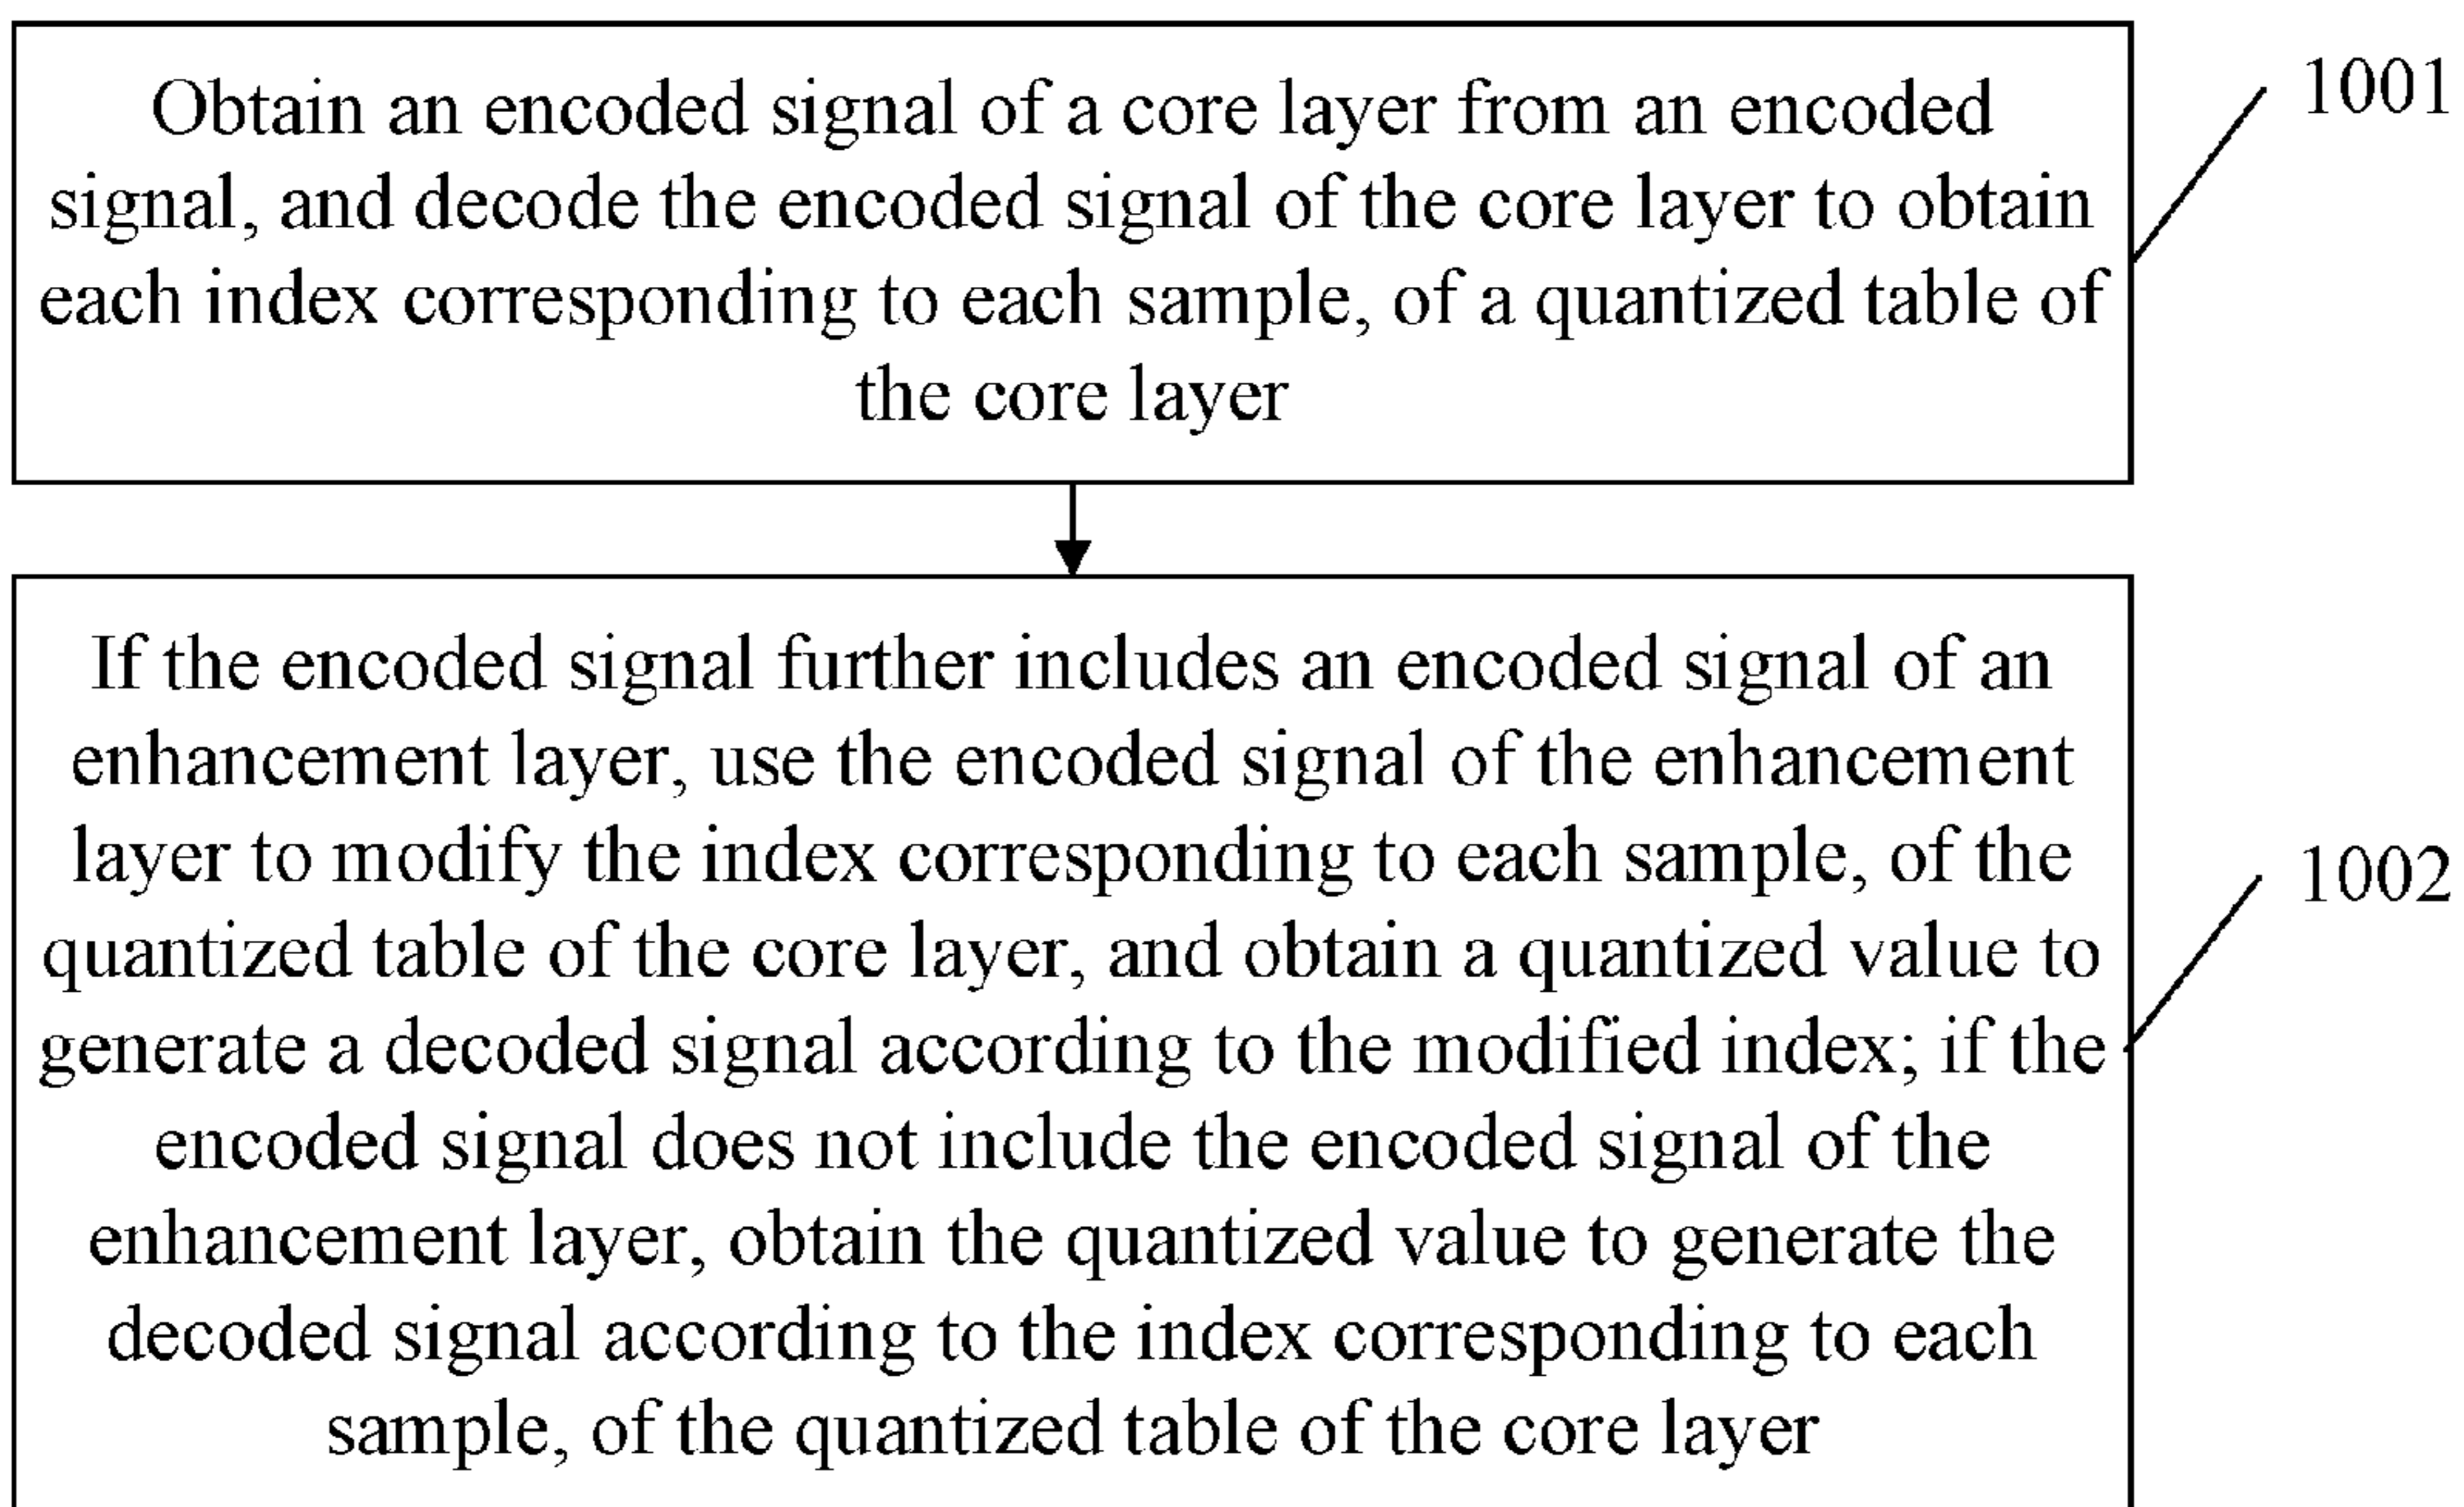 Obtain an encoded signal of a core layer from an encoded
signal, and decode the encoded signal of the core layer to obtain
each index corresponding to each sample, of a quantized table of
the core layer
1001
If the encoded signal further includes an encoded signal of an
enhancement layer, use the encoded signal of the enhancement
layer to modify the index corresponding to each sample, of the
quantized table of the core layer, and obtain a quantized value to
generate a decoded signal according to the modified index; if the
encoded signal does not include the encoded signal of the
enhancement layer, obtain the quantized value to generate the
decoded signal according to the index corresponding to each
sample, of the quantized table of the core layer
1002